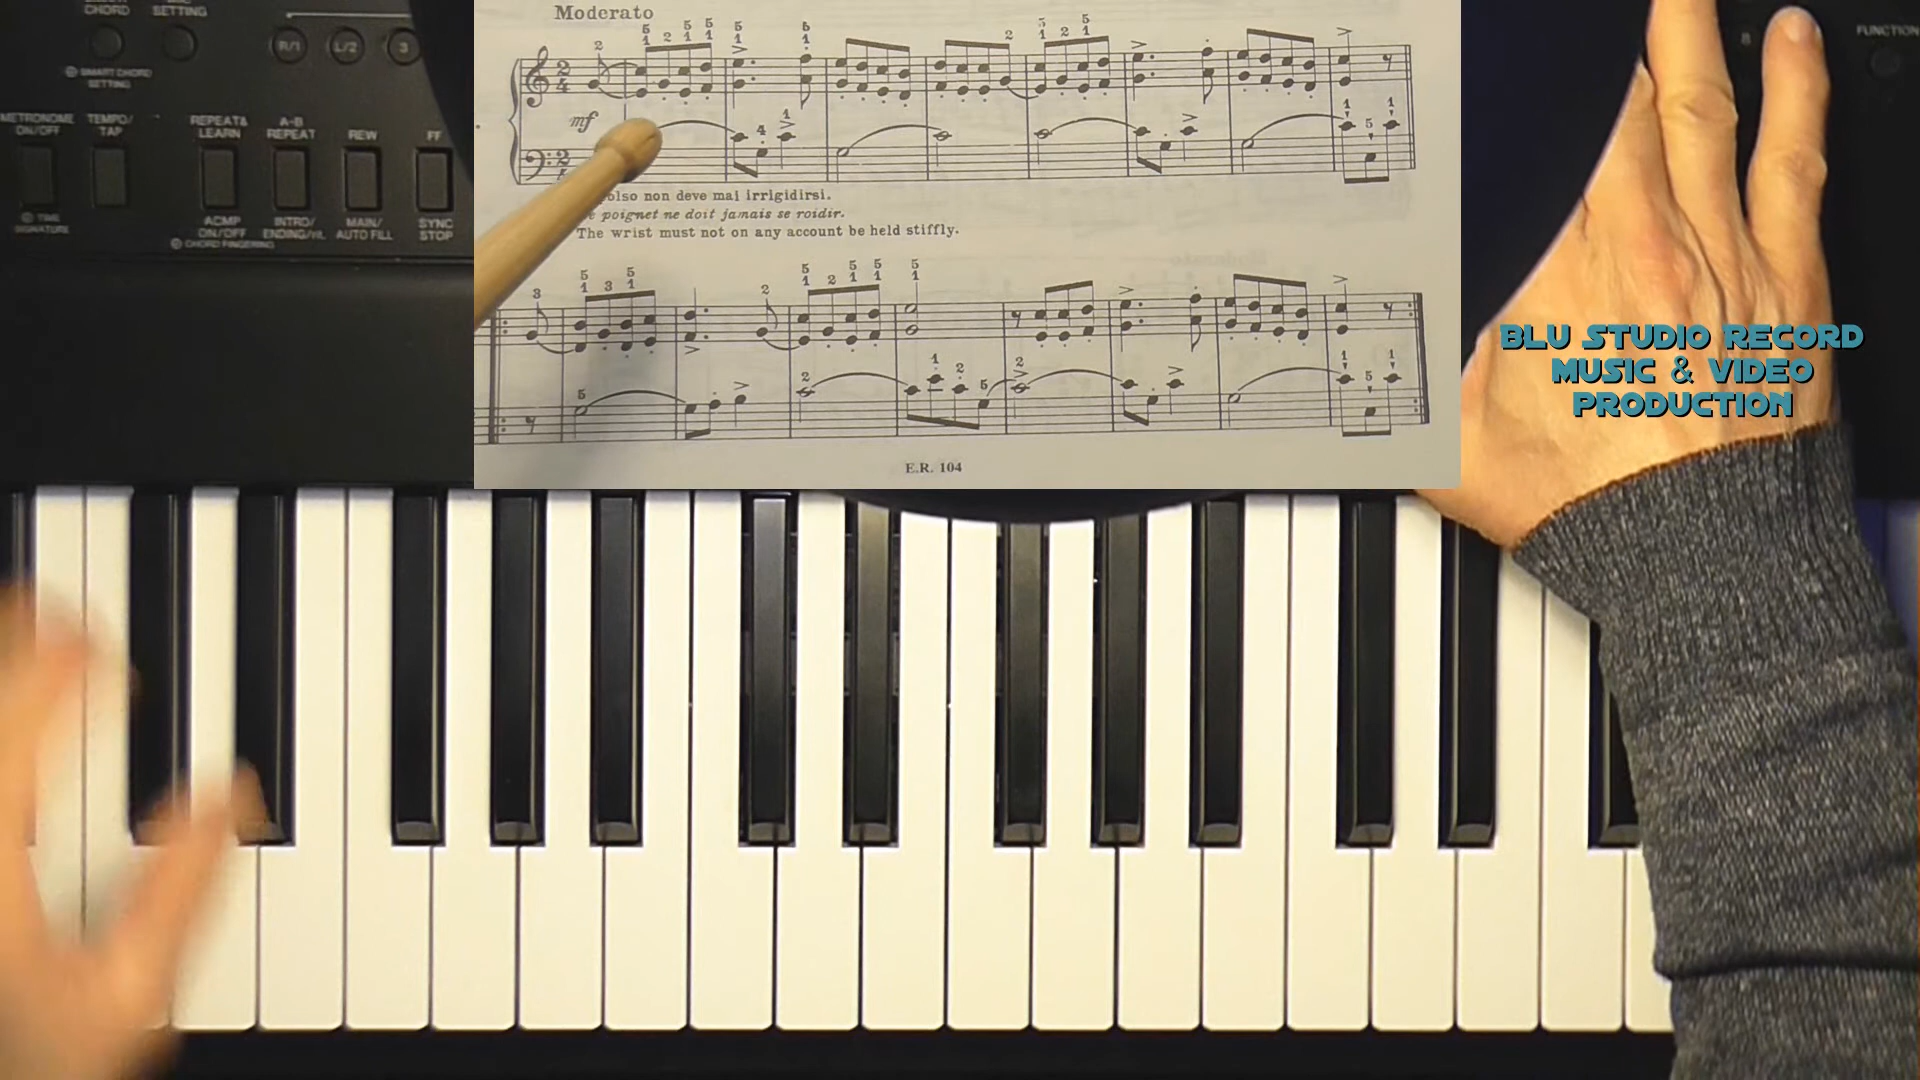 CHORD
SETTING
R/1
L/2
3
SMART CHORD
SETTING
METRONOME
ON/OFF
TEMPO/
TAP
REPEAT&
LEARN
A-B
REPEAT
REW
FF
TIME
SIGNATURE
ACMP
ON/OFF
INTRO/
ENDING/
MAIN/
AUTO FILL
SYNC
STOP
CHORD FINGERING
Moderato
mf
polso non deve mai irrigidirsi.
poignet ne doit jamais se roidir.
The wrist must not on any account be held stiffly.
E.R. 104
FUNCTION
BLU STUDIO RECORD
MUSIC & VIDEO
PRODUCTION